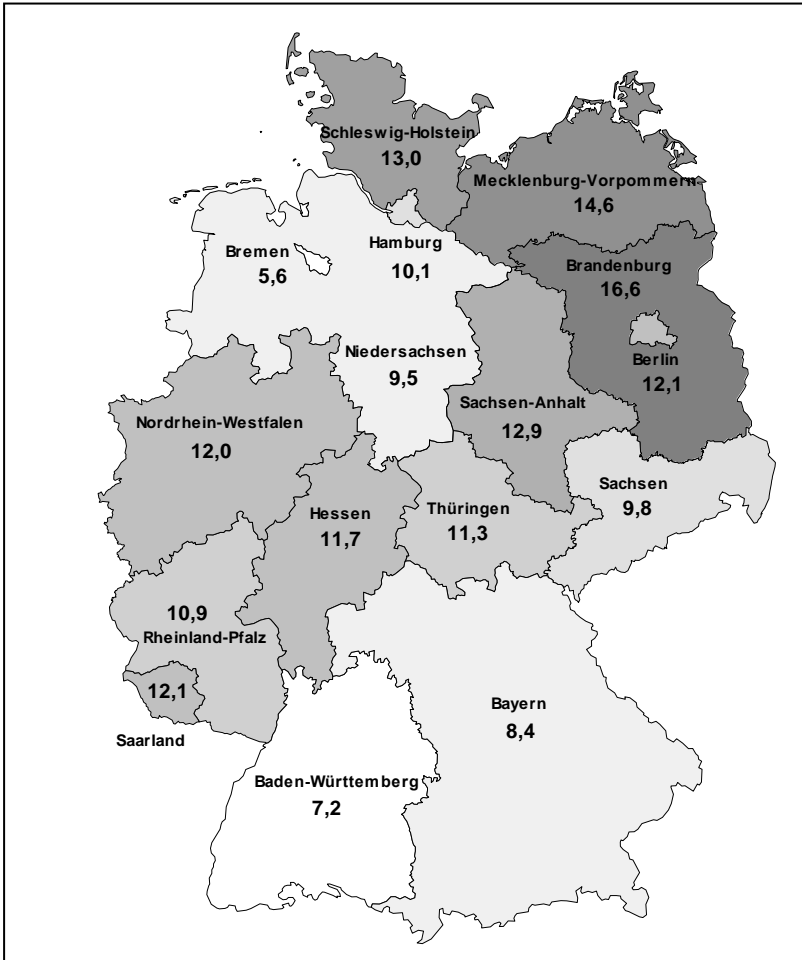 Schleswig-Holstein
13,0
Mecklenburg-Vorpommern
14,6
Hamburg
10,1
Bremen
5,6
Brandenburg
16,6
Niedersachsen
9,5
Berlin
12,1
Sachsen-Anhalt
12,9
Nordrhein-Westfalen
12,0
Sachsen
9,8
Hessen
11,7
Thüringen
11,3
10,9
Rheinland-Pfalz
12,1
Saarland
Bayern
8,4
Baden-Württemberg
7,2